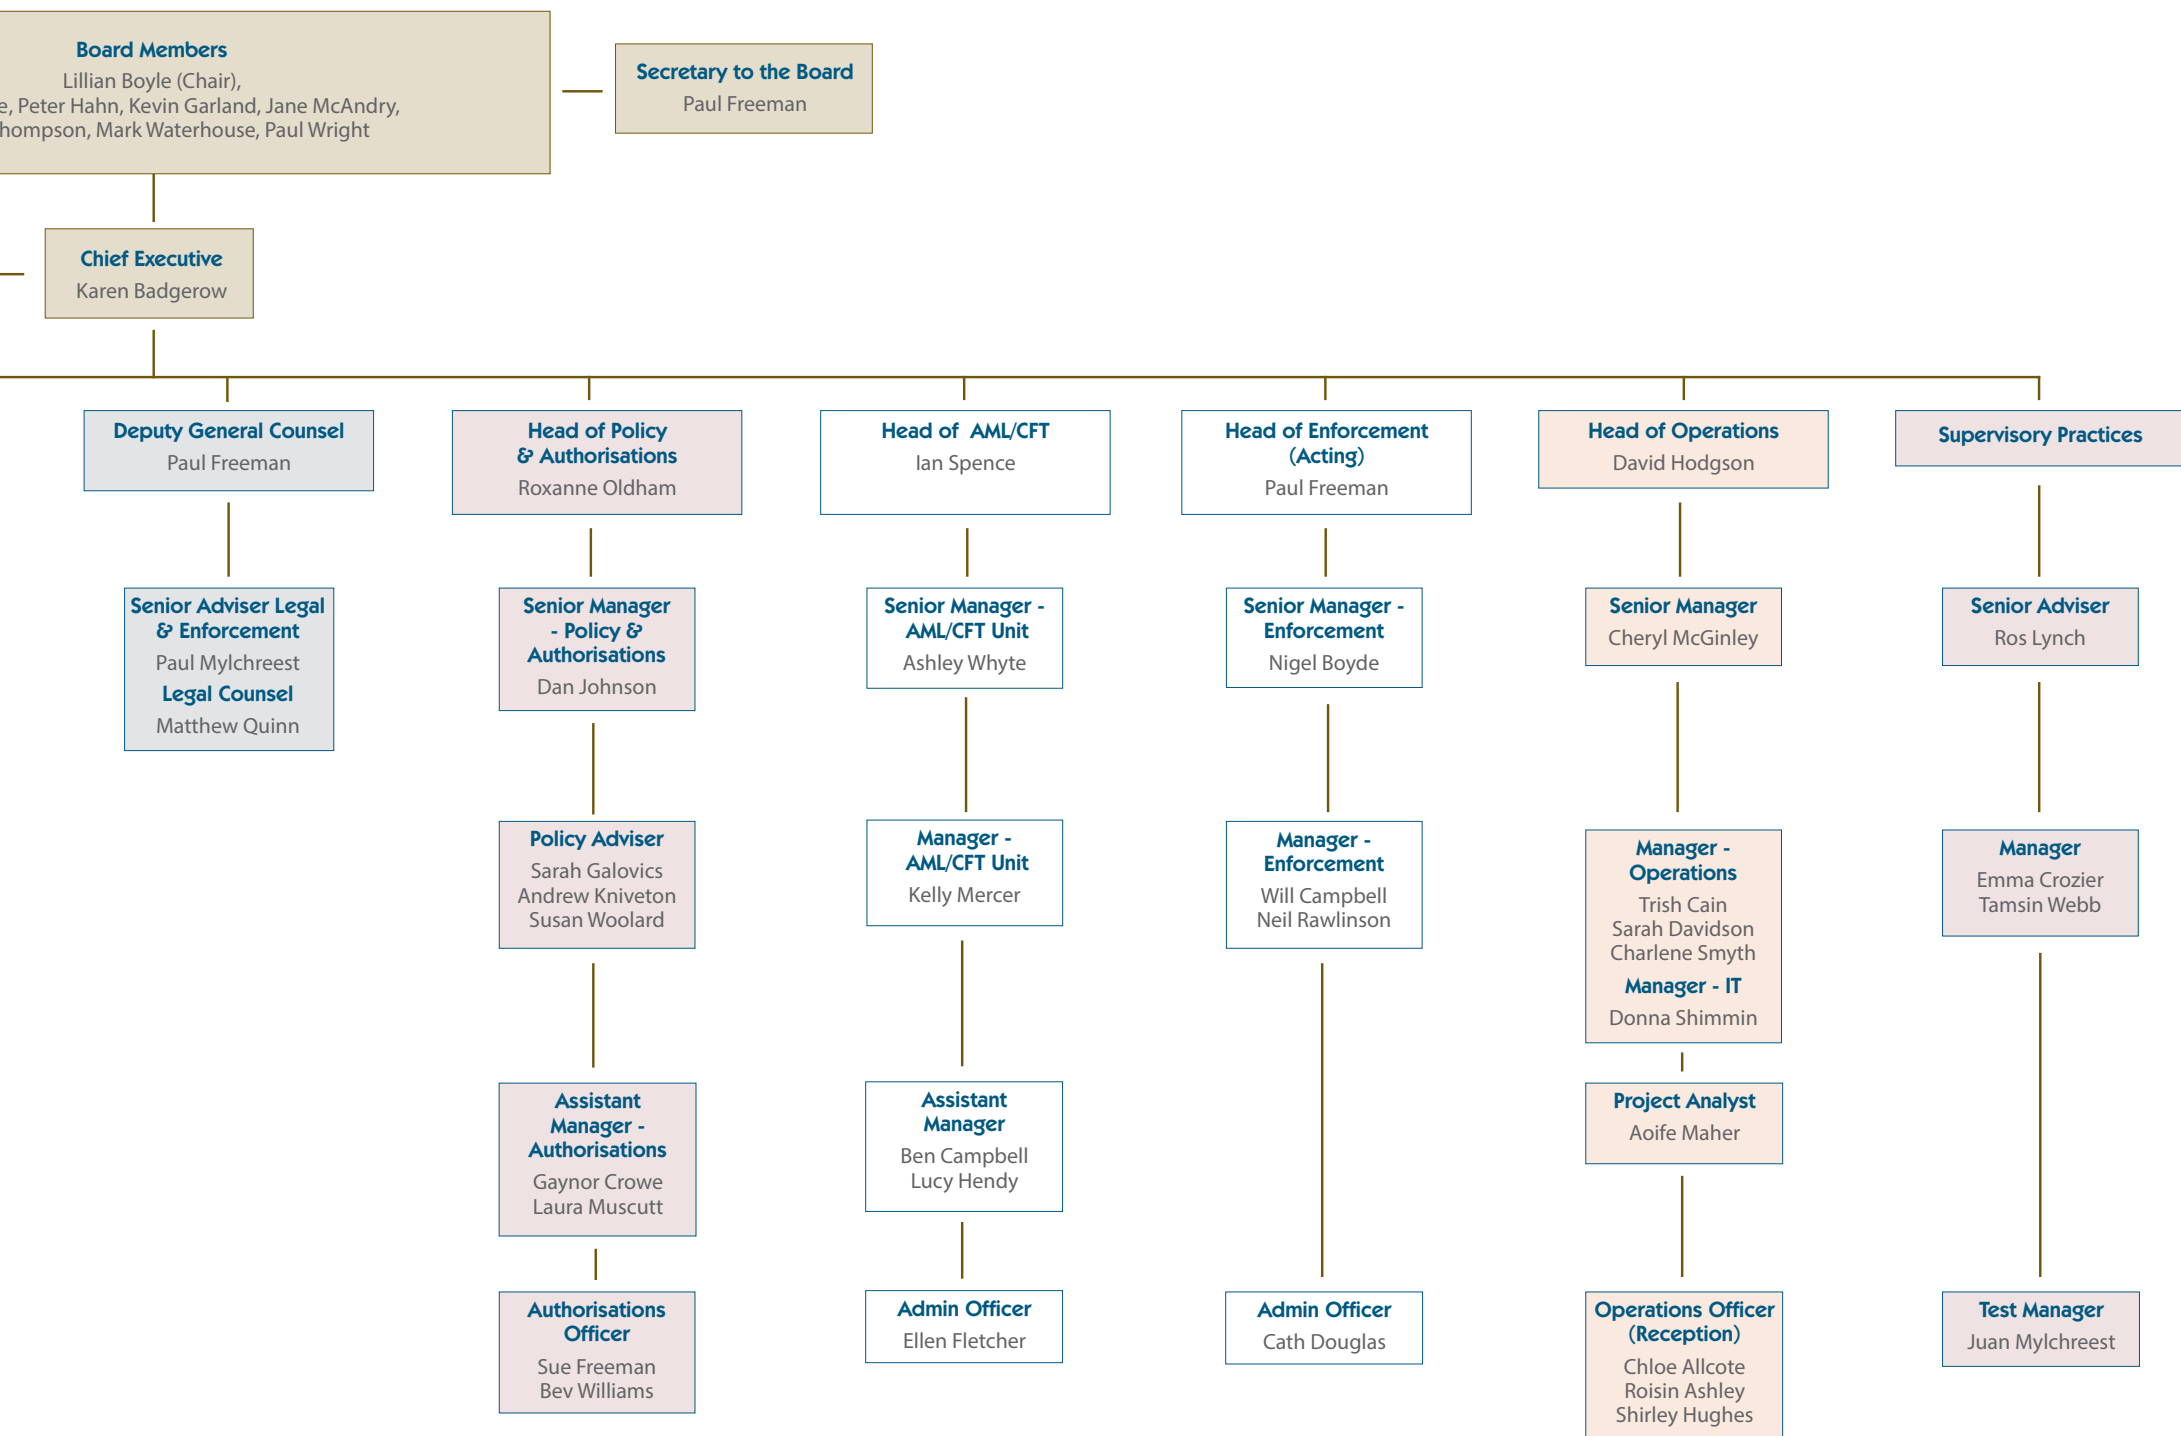 Board Members
Lillian Boyle (Chair),
Peter Hahn, Kevin Garland, Jane McAndry,
Mark Waterhouse, Paul Wright
Secretary to the Board
Paul Freeman
Chief Executive
Karen Badgerow
Deputy General Counsel
Paul Freeman
Senior Adviser Legal
& Enforcement
Paul Mylchreest
Legal Counsel
Matthew Quinn
Head of Policy
& Authorisations
Roxanne Oldham
Senior Manager
- Policy &
Authorisations
Dan Johnson
Policy Adviser
Sarah Galovics
Andrew Kniveton
Susan Woolard
Assistant
Manager -
Authorisations
Gaynor Crowe
Laura Muscutt
Authorisations
Officer
Sue Freeman
Bev Williams
Head of AML/CFT
Ian Spence
Senior Manager -
AML/CFT Unit
Ashley Whyte
Manager -
AML/CFT Unit
Kelly Mercer
Assistant
Manager
Ben Campbell
Lucy Hendy
Admin Officer
Ellen Fletcher
Head of Enforcement
(Acting)
Paul Freeman
Senior Manager -
Enforcement
Nigel Boyde
Manager -
Enforcement
Will Campbell
Neil Rawlinson
Admin Officer
Cath Douglas
Head of Operations
David Hodgson
Senior Manager
Cheryl McGinley
Manager -
Operations
Trish Cain
Sarah Davidson
Charlene Smyth
Manager - IT
Donna Shimmin
Project Analyst
Aoife Maher
Operations Officer
(Reception)
Chloe Allcote
Roisin Ashley
Shirley Hughes
Supervisory Practices
Senior Adviser
Ros Lynch
Manager
Emma Crozier
Tamsin Webb
Test Manager
Juan Mylchreest